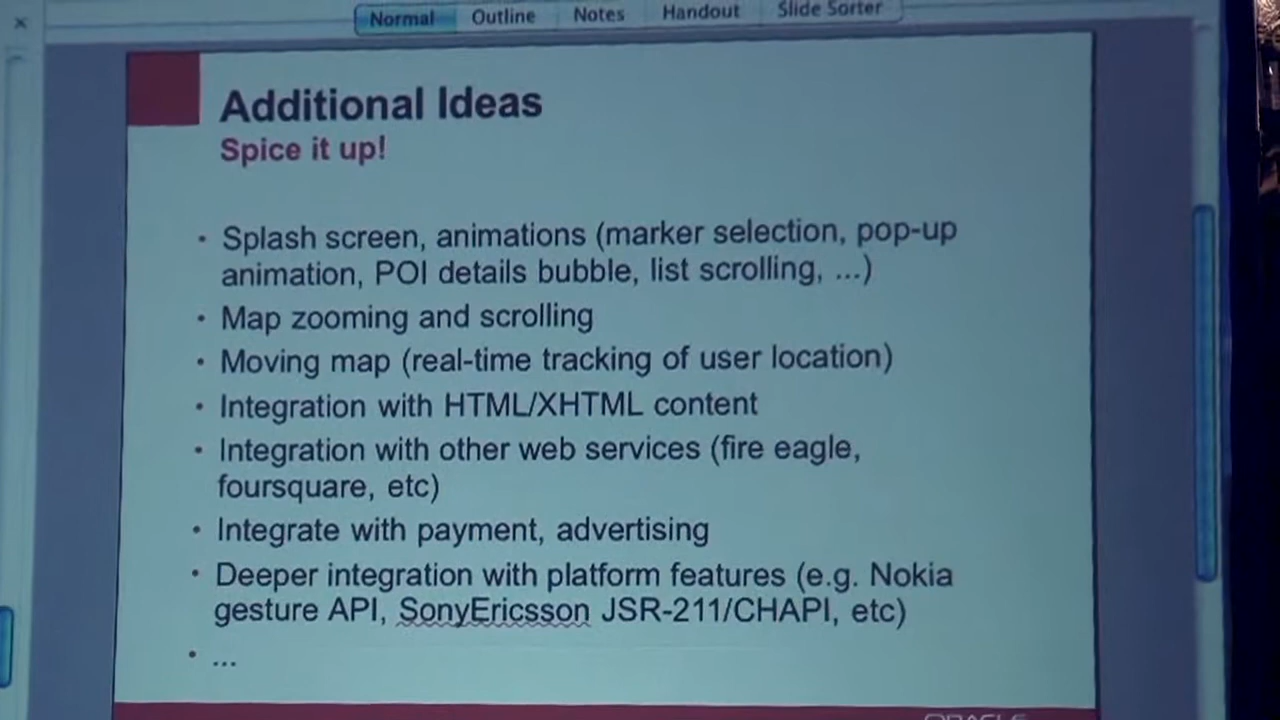 Normal Outline Notes Handout Slide Sorter
Additional Ideas
Spice it up!
• Splash screen, animations (marker selection, pop-up
animation, POI details bubble, list scrolling, ...)
• Map zooming and scrolling
• Moving map (real-time tracking of user location)
• Integration with HTML/XHTML content
• Integration with other web services (fire eagle,
foursquare, etc)
• Integrate with payment, advertising
• Deeper integration with platform features (e.g. Nokia
gesture API, SonyEricsson JSR-211/CHAPI, etc)
• ...
ORACLE